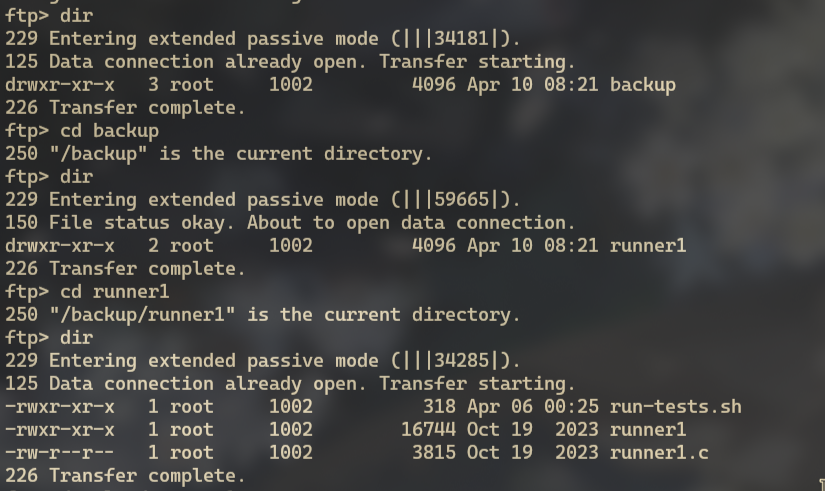 ftp> dir
229 Entering extended passive mode (|||34181|).
125 Data connection already open. Transfer starting.
drwxr-xr-x   3 root     1002         4096 Apr 10 08:21 backup
226 Transfer complete.
ftp> cd backup
250 "/backup" is the current directory.
ftp> dir
229 Entering extended passive mode (|||59665|).
150 File status okay. About to open data connection.
drwxr-xr-x   2 root     1002         4096 Apr 10 08:21 runner1
226 Transfer complete.
ftp> cd runner1
250 "/backup/runner1" is the current directory.
ftp> dir
229 Entering extended passive mode (|||34285|).
125 Data connection already open. Transfer starting.
-rwxr-xr-x   1 root     1002          318 Apr 06 00:25 run-tests.sh
-rwxr-xr-x   1 root     1002        16744 Oct 19  2023 runner1
-rw-r--r--   1 root     1002         3815 Oct 19  2023 runner1.c
226 Transfer complete.